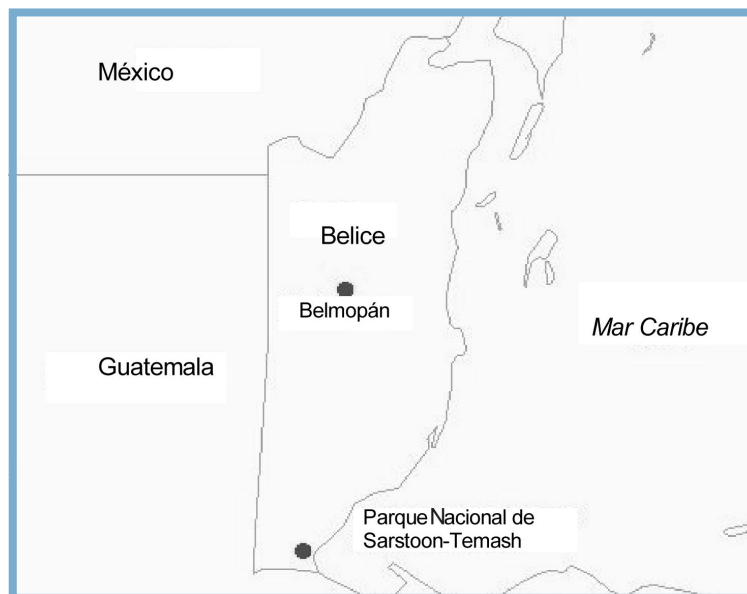 México
Belice
Belmopán
Mar Caribe
Guatemala
Parque Nacional de
Sarstoon-Temash